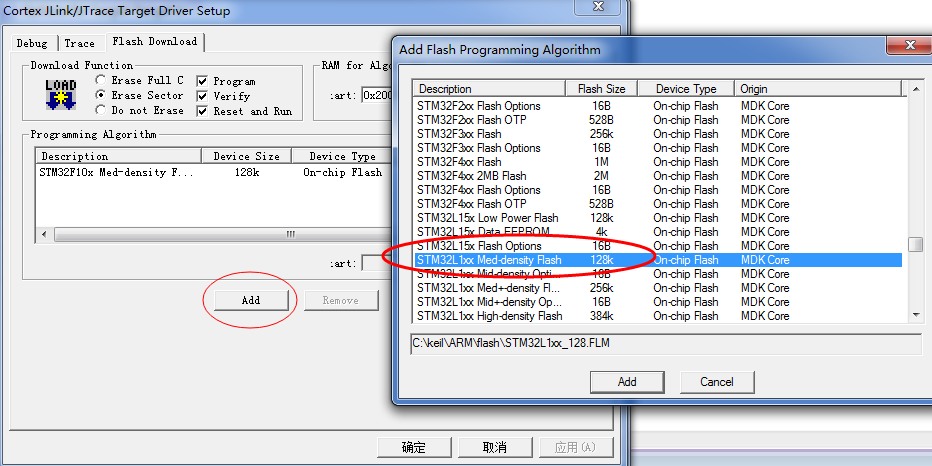 Cortex JLink/JTrace Target Driver Setup
Debug Trace Flash Download
Download Function
LOAD
Erase Full C
Erase Sector
Do not Erase
Program
Verify
Reset and Run
RAM for Algo
:art: 0x200
Programming Algorithm
Description Device Size Device Type
STM32F10x Med-density F... 128k On-chip Flash
:art:
Add Remove
确定 取消 应用(A)
Add Flash Programming Algorithm
Description Flash Size Device Type Origin
STM32F2xx Flash Options 16B On-chip Flash MDK Core
STM32F2xx Flash OTP 528B On-chip Flash MDK Core
STM32F3xx Flash 256k On-chip Flash MDK Core
STM32F3xx Flash Options 16B On-chip Flash MDK Core
STM32F4xx Flash 1M On-chip Flash MDK Core
STM32F4xx 2MB Flash 2M On-chip Flash MDK Core
STM32F4xx Flash Options 16B On-chip Flash MDK Core
STM32F4xx Flash OTP 528B On-chip Flash MDK Core
STM32L15x Low Power Flash 128k On-chip Flash MDK Core
STM32L15x Data EEPROM 4k On-chip Flash MDK Core
STM32L15x Flash Options 16B On-chip Flash MDK Core
STM32L1xx Med-density Flash 128k On-chip Flash MDK Core
STM32L1xx Mid-density Opti... 16B On-chip Flash MDK Core
STM32L1xx Med+-density Fl... 256k On-chip Flash MDK Core
STM32L1xx Mid+-density Op... 16B On-chip Flash MDK Core
STM32L1xx High-density Flash 384k On-chip Flash MDK Core
C:\keil\ARM\flash\STM32L1xx_128.FLM
Add Cancel